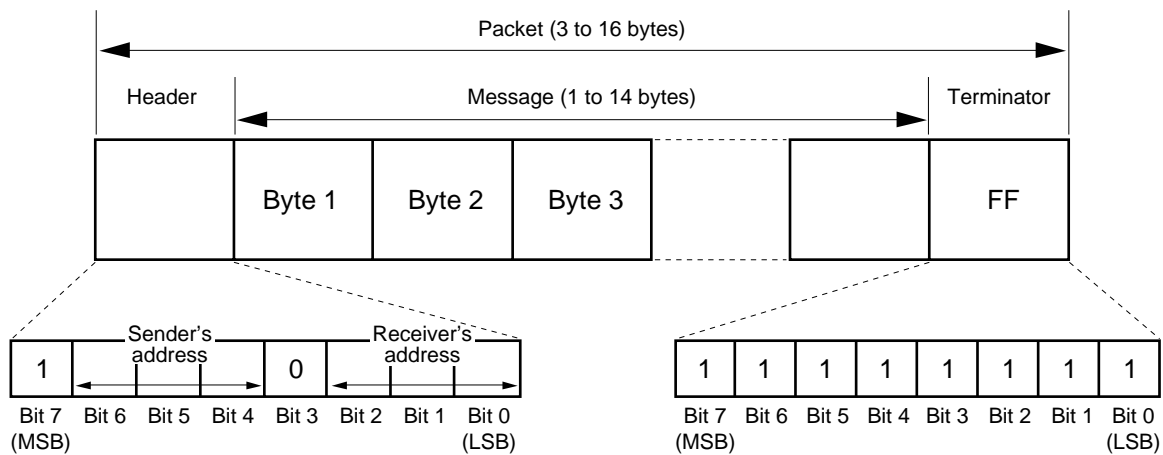 Packet (3 to 16 bytes)
Header Message (1 to 14 bytes) Terminator
Byte 1 Byte 2 Byte 3 FF
Sender's address Receiver's address
1 0
Bit 7 (MSB) Bit 6 Bit 5 Bit 4 Bit 3 Bit 2 Bit 1 Bit 0 (LSB)
1 1 1 1 1 1 1 1
Bit 7 (MSB) Bit 6 Bit 5 Bit 4 Bit 3 Bit 2 Bit 1 Bit 0 (LSB)